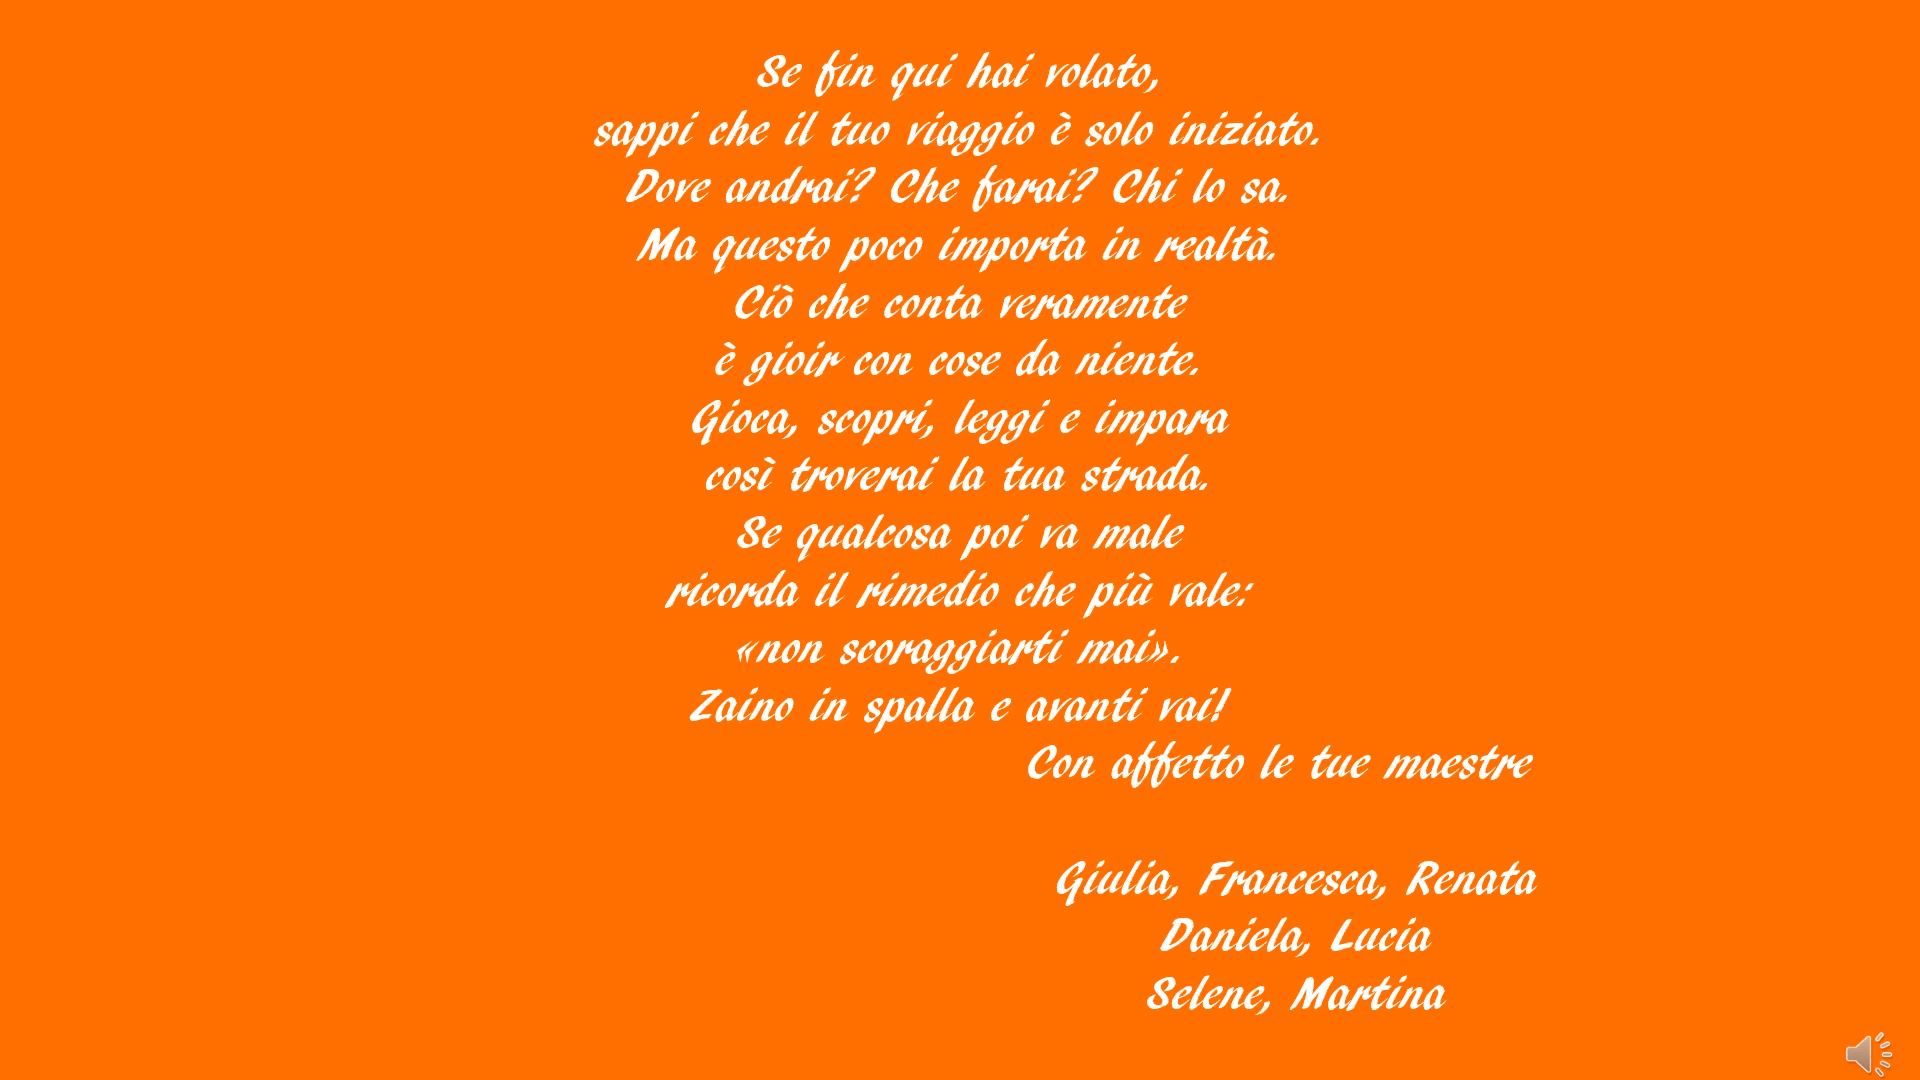 Se fin qui hai volato,
sappi che il tuo viaggio è solo iniziato.
Dove andrai? Che farai? Chi lo sa.
Ma questo poco importa in realtà.
Ciò che conta veramente
è gioir con cose da niente.
Gioca, scopri, leggi e impara
così troverai la tua strada.
Se qualcosa poi va male
ricorda il rimedio che più vale:
«non scoraggiarti mai».
Zaino in spalla e avanti vai!
Con affetto le tue maestre
Giulia, Francesca, Renata
Daniela, Lucia
Selene, Martina